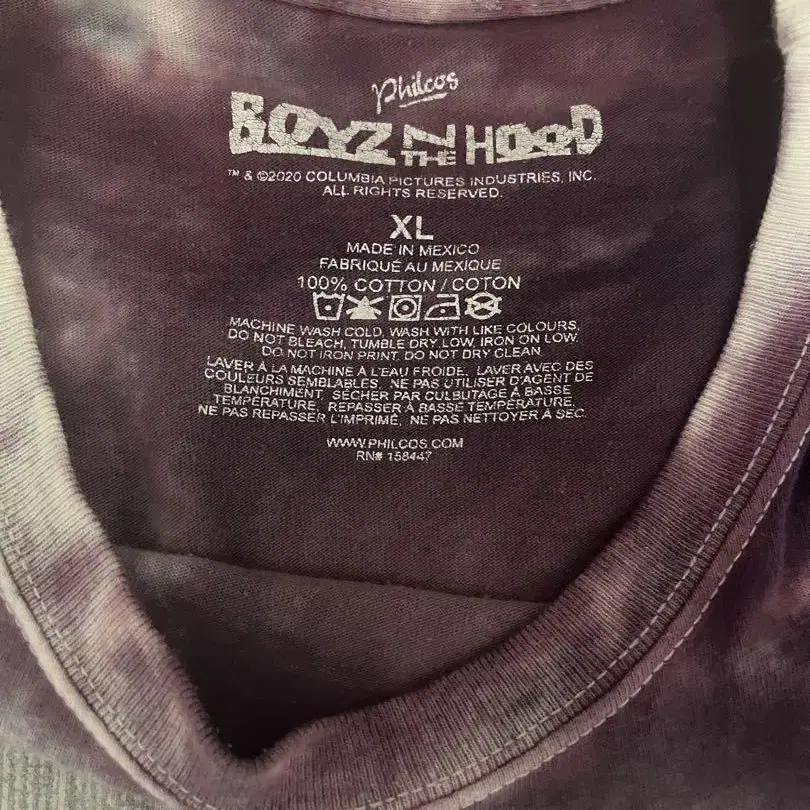 Philcos
BOYZ N THE HOOD
™ & ©2020 COLUMBIA PICTURES INDUSTRIES, INC.
ALL RIGHTS RESERVED.
XL
MADE IN MEXICO
FABRIQUÉ AU MEXIQUE
100% COTTON / COTON
MACHINE WASH COLD, WASH WITH LIKE COLOURS,
DO NOT BLEACH, TUMBLE DRY LOW, IRON ON LOW.
DO NOT IRON PRINT, DO NOT DRY CLEAN.
LAVER À LA MACHINE À L'EAU FROIDE, LAVER AVEC DES
COULEURS SEMBLABLES, NE PAS UTILISER D'AGENT DE
BLANCHIMENT, SÉCHER PAR CULBUTAGE À BASSE
TEMPÉRATURE, REPASSER À BASSE TEMPÉRATURE,
NE PAS REPASSER L'IMPRIMÉ, NE PAS NETTOYER À SEC.
WWW.PHILCOS.COM
RN# 158447